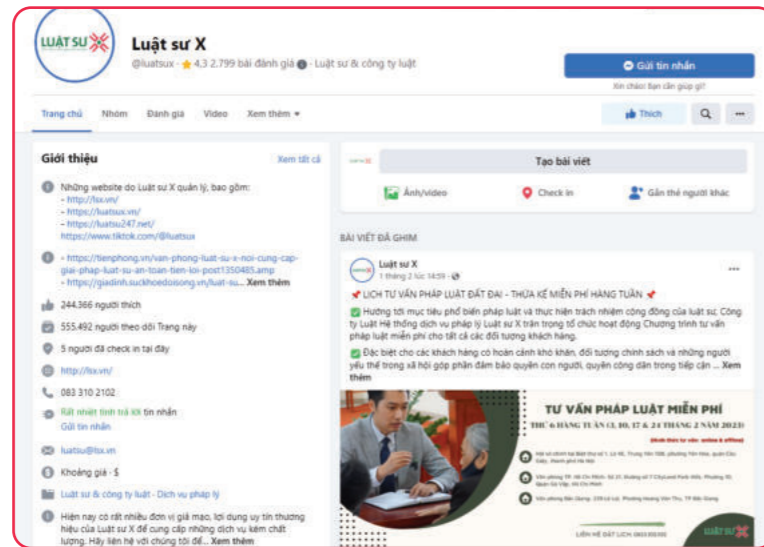 LUẬT SƯ
Luật sư X
@luatsux · 4,3 2.799 bài đánh giá · Luật sư & công ty luật
Gửi tin nhắn
Xin chào! Bạn cần giúp gì?
Trang chủ Nhóm Đánh giá Video Xem thêm
Thích
Giới thiệu Xem tất cả
Những website do Luật sư X quản lý, bao gồm:
- http://lsx.vn/
- https://luatsux.vn/
- https://luatsu247.net/
https://www.tiktok.com/@luatsux
- https://tienphong.vn/van-phong-luat-su-x-noi-cung-cap-
giai-phap-luat-su-an-toan-tien-loi-post1350485.amp
- https://giadinh.suckhoedoisong.vn/luat-su... Xem thêm
244.366 người thích
555.492 người theo dõi Trang này
5 người đã check in tại đây
http://lsx.vn/
083 310 2102
Rất nhiệt tình trả lời tin nhắn
Gửi tin nhắn
luatsu@lsx.vn
Khoảng giá · $
Luật sư & công ty luật · Dịch vụ pháp lý
Hiện nay có rất nhiều đơn vị giả mạo, lợi dụng uy tín thương
hiệu của Luật sư X để cung cấp những dịch vụ kém chất
lượng. Hãy liên hệ với chúng tôi để... Xem thêm
Tạo bài viết
Ảnh/video Check in Gắn thẻ người khác
BÀI VIẾT ĐÃ GHIM
Luật sư X
1 tháng 2 lúc 14:59 ·
LỊCH TƯ VẤN PHÁP LUẬT ĐẤT ĐAI - THỪA KẾ MIỄN PHÍ HÀNG TUẦN
Hướng tới mục tiêu phổ biến pháp luật và thực hiện trách nhiệm cộng đồng của luật sư, Công
ty Luật Hệ thống dịch vụ pháp lý Luật sư X trân trọng tổ chức hoạt động Chương trình tư vấn
pháp luật miễn phí cho tất cả các đối tượng khách hàng.
Đặc biệt cho các khách hàng có hoàn cảnh khó khăn, đối tượng chính sách và những người
yếu thế trong xã hội góp phần đảm bảo quyền con người, quyền công dân trong tiếp cận ... Xem
thêm
TƯ VẤN PHÁP LUẬT MIỄN PHÍ
THỨ 6 HÀNG TUẦN (3, 10, 17 & 24 THÁNG 2 NĂM 2023)
(Hình thức tư vấn: online & offline)
LIÊN HỆ ĐẶT LỊCH:
LUẬT SƯ